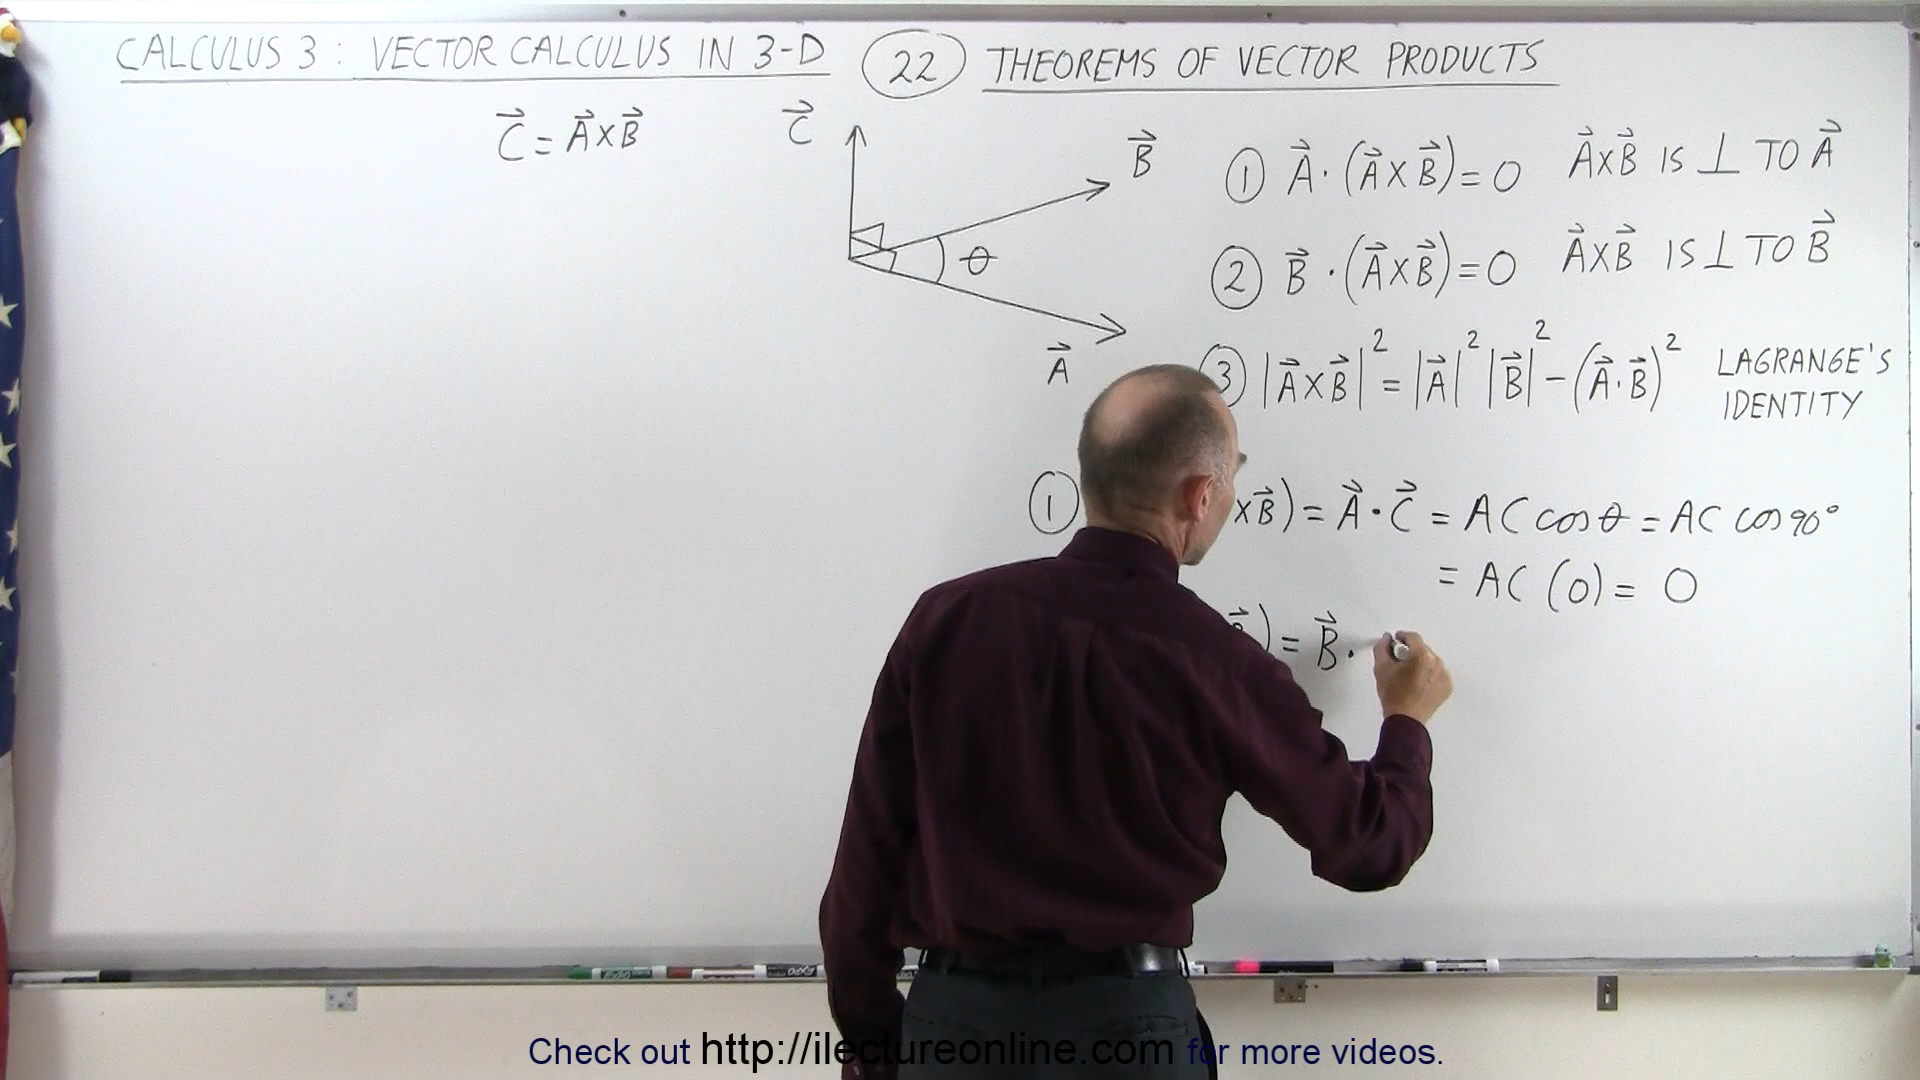 CALCULUS 3 : VECTOR CALCULUS IN 3-D 22 THEOREMS OF VECTOR PRODUCTS
C⃗ = A⃗ x B⃗
C⃗
B⃗
θ
A⃗
① A⃗ · (A⃗ x B⃗) = 0 A⃗ x B⃗ IS ⊥ TO A⃗
② B⃗ · (A⃗ x B⃗) = 0 A⃗ x B⃗ IS ⊥ TO B⃗
3 |A⃗ x B⃗|² = |A⃗|² |B⃗|² - (A⃗ · B⃗)² LAGRANGE'S
IDENTITY
① x B⃗) = A⃗ · C⃗ = AC cos θ = AC cos 90°
= AC (0) = 0
) = B⃗ ·
EXPO
Check out http://ilectureonline.com for more videos.